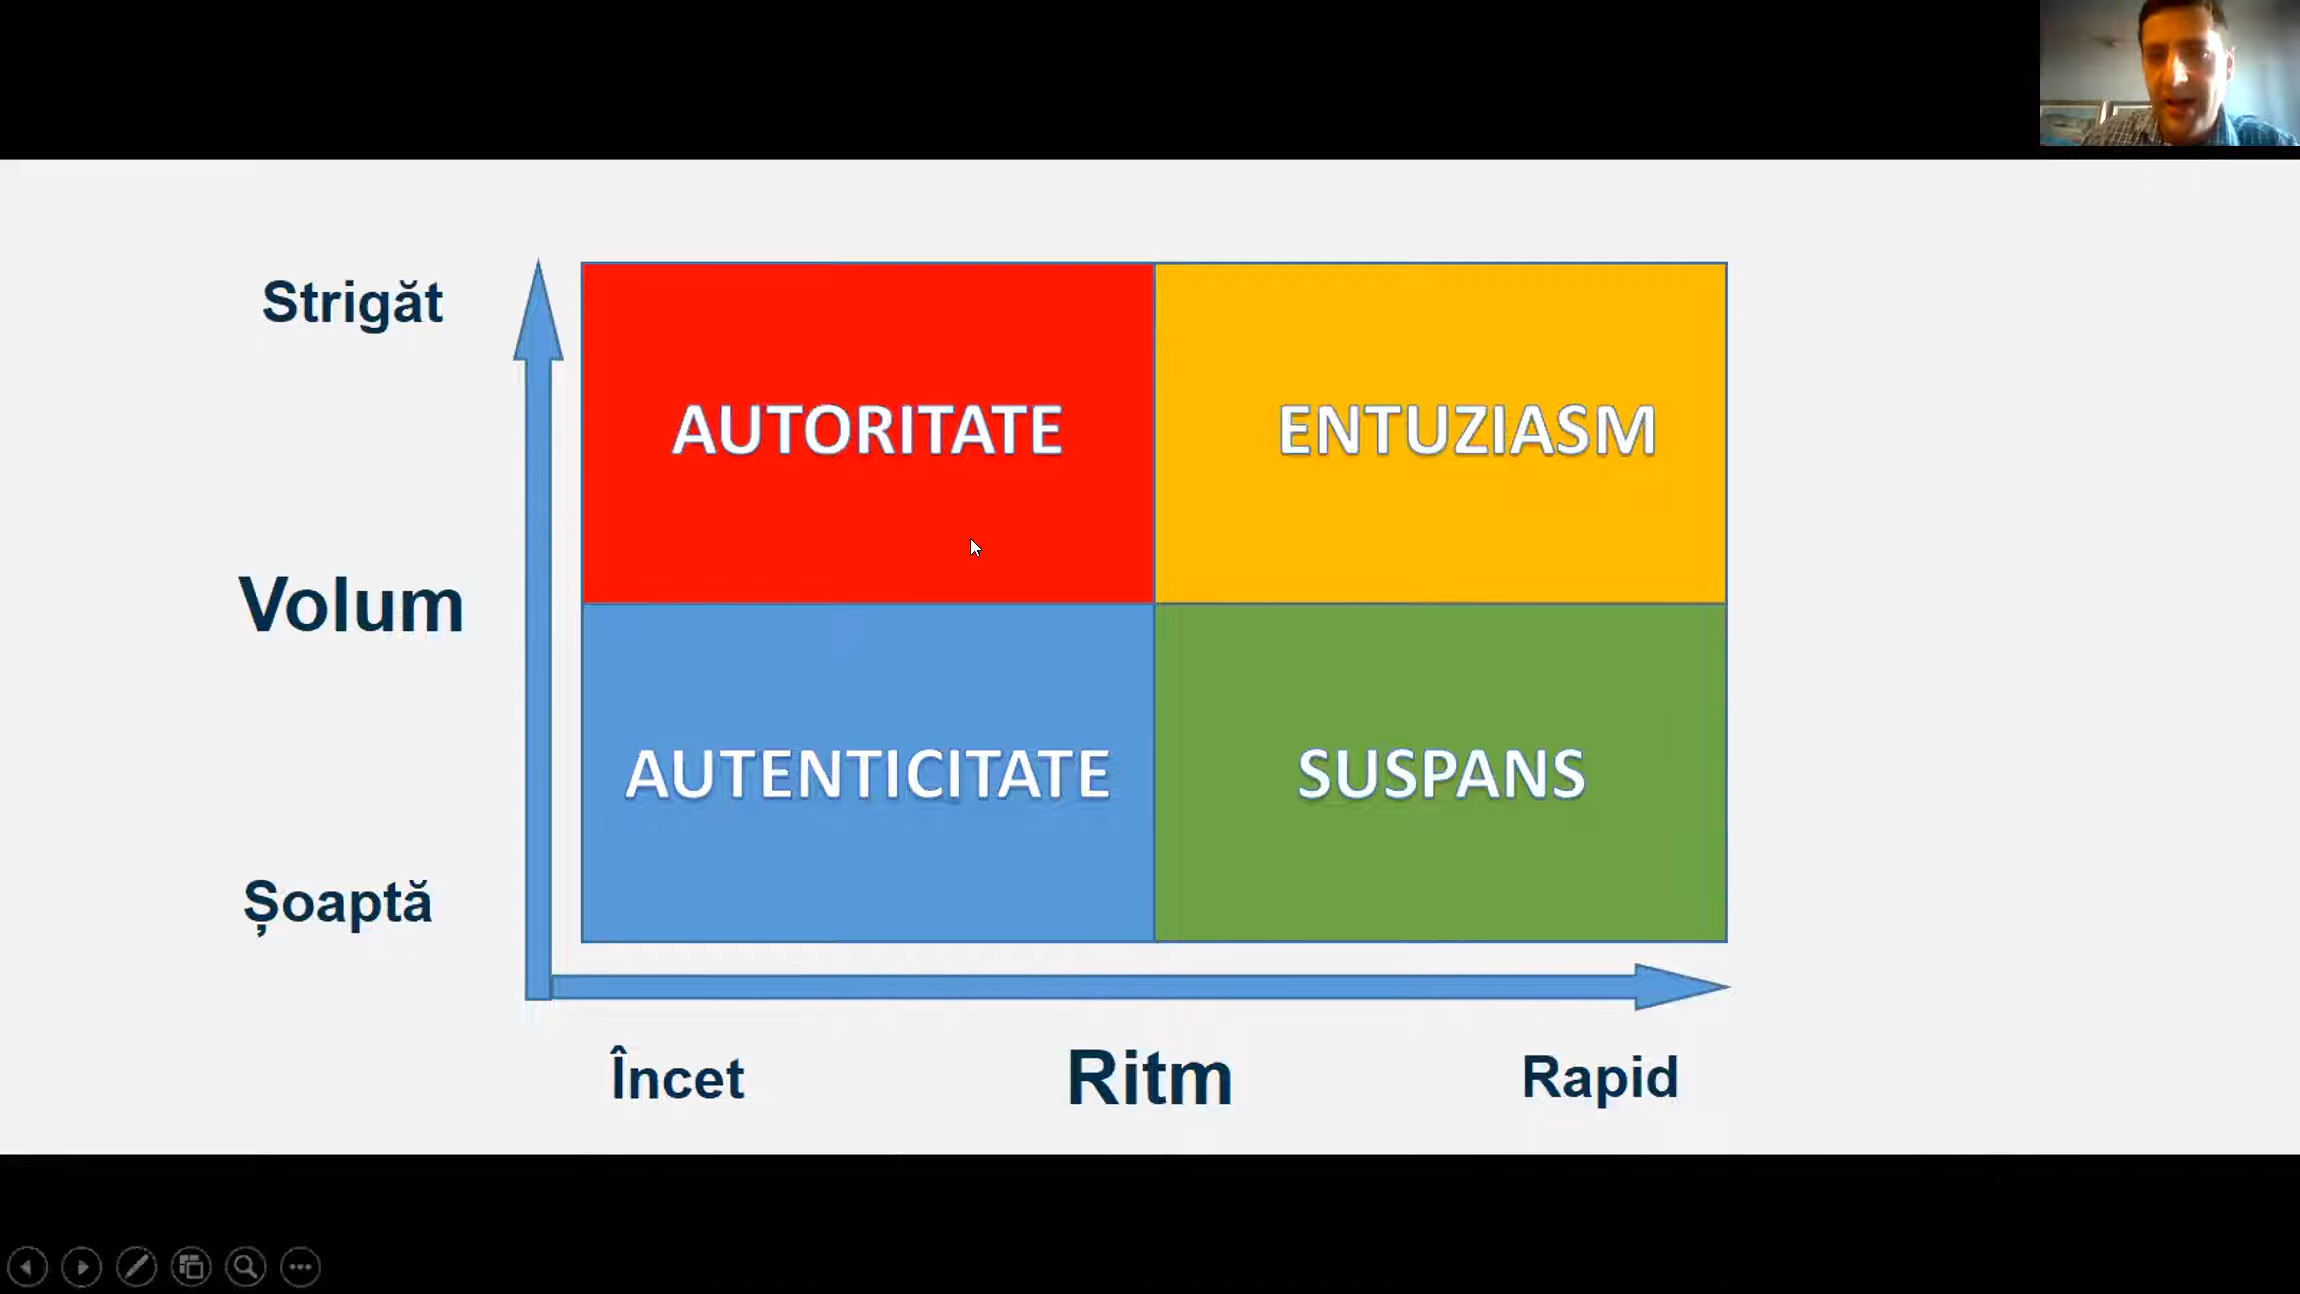 Strigăt
AUTORITATE
ENTUZIASM
Volum
AUTENTICITATE
SUSPANS
Șoaptă
Încet
Ritm
Rapid